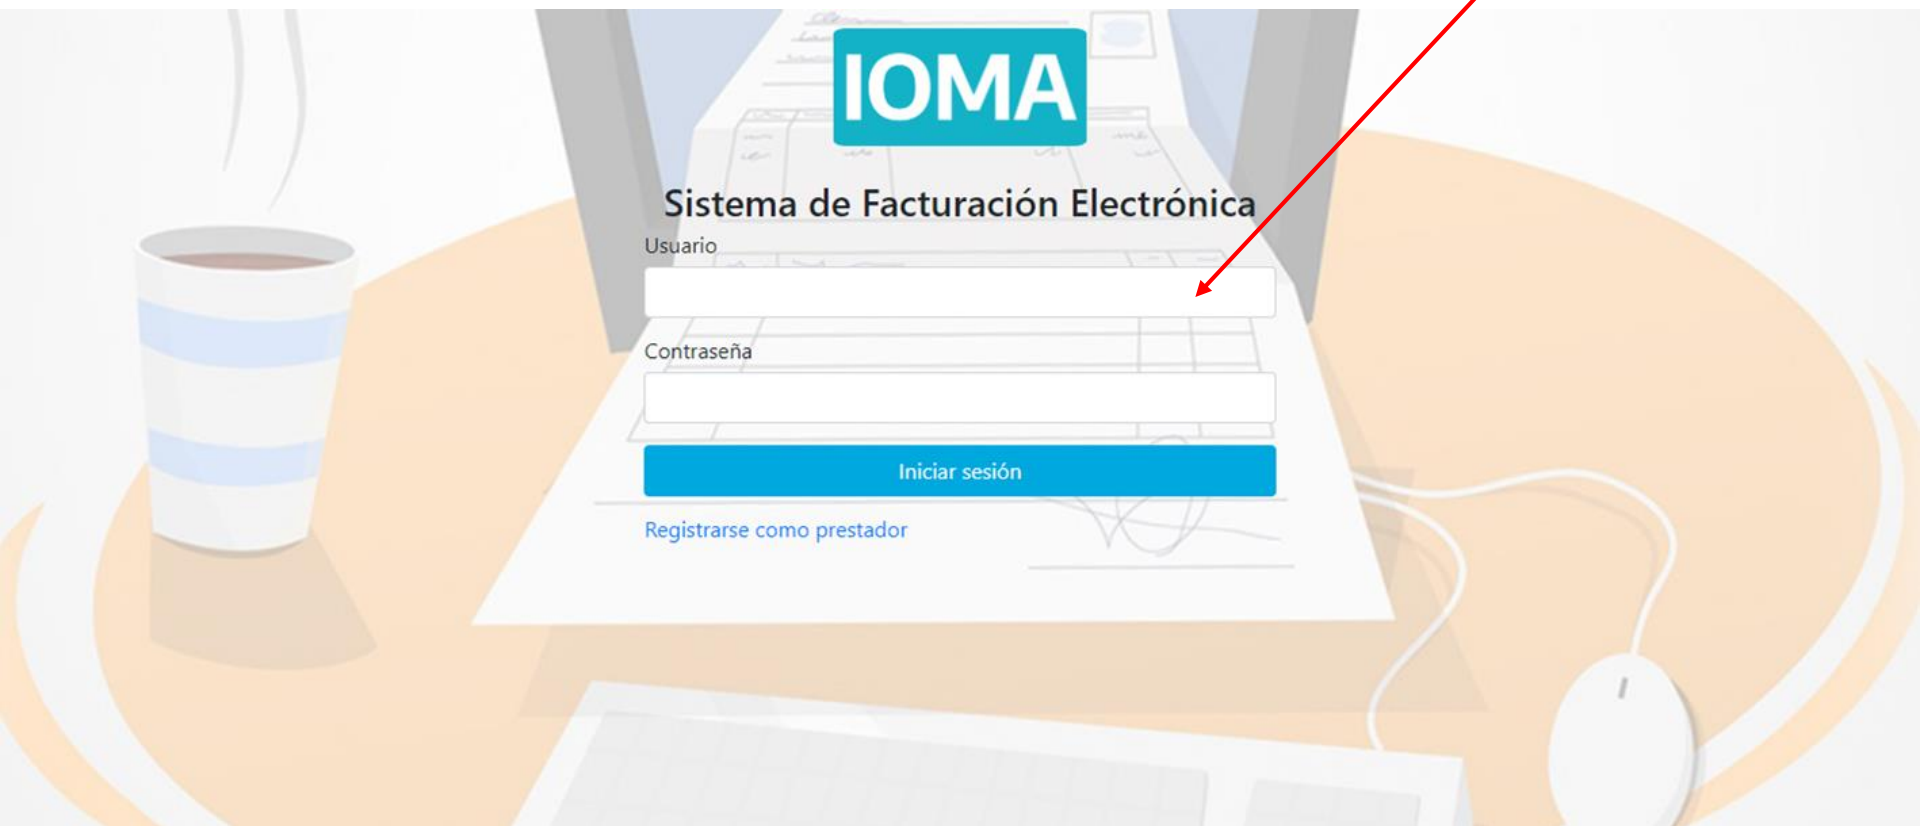 IOMA
Sistema de Facturación Electrónica
Usuario
Contraseña
Iniciar sesión
Registrarse como prestador